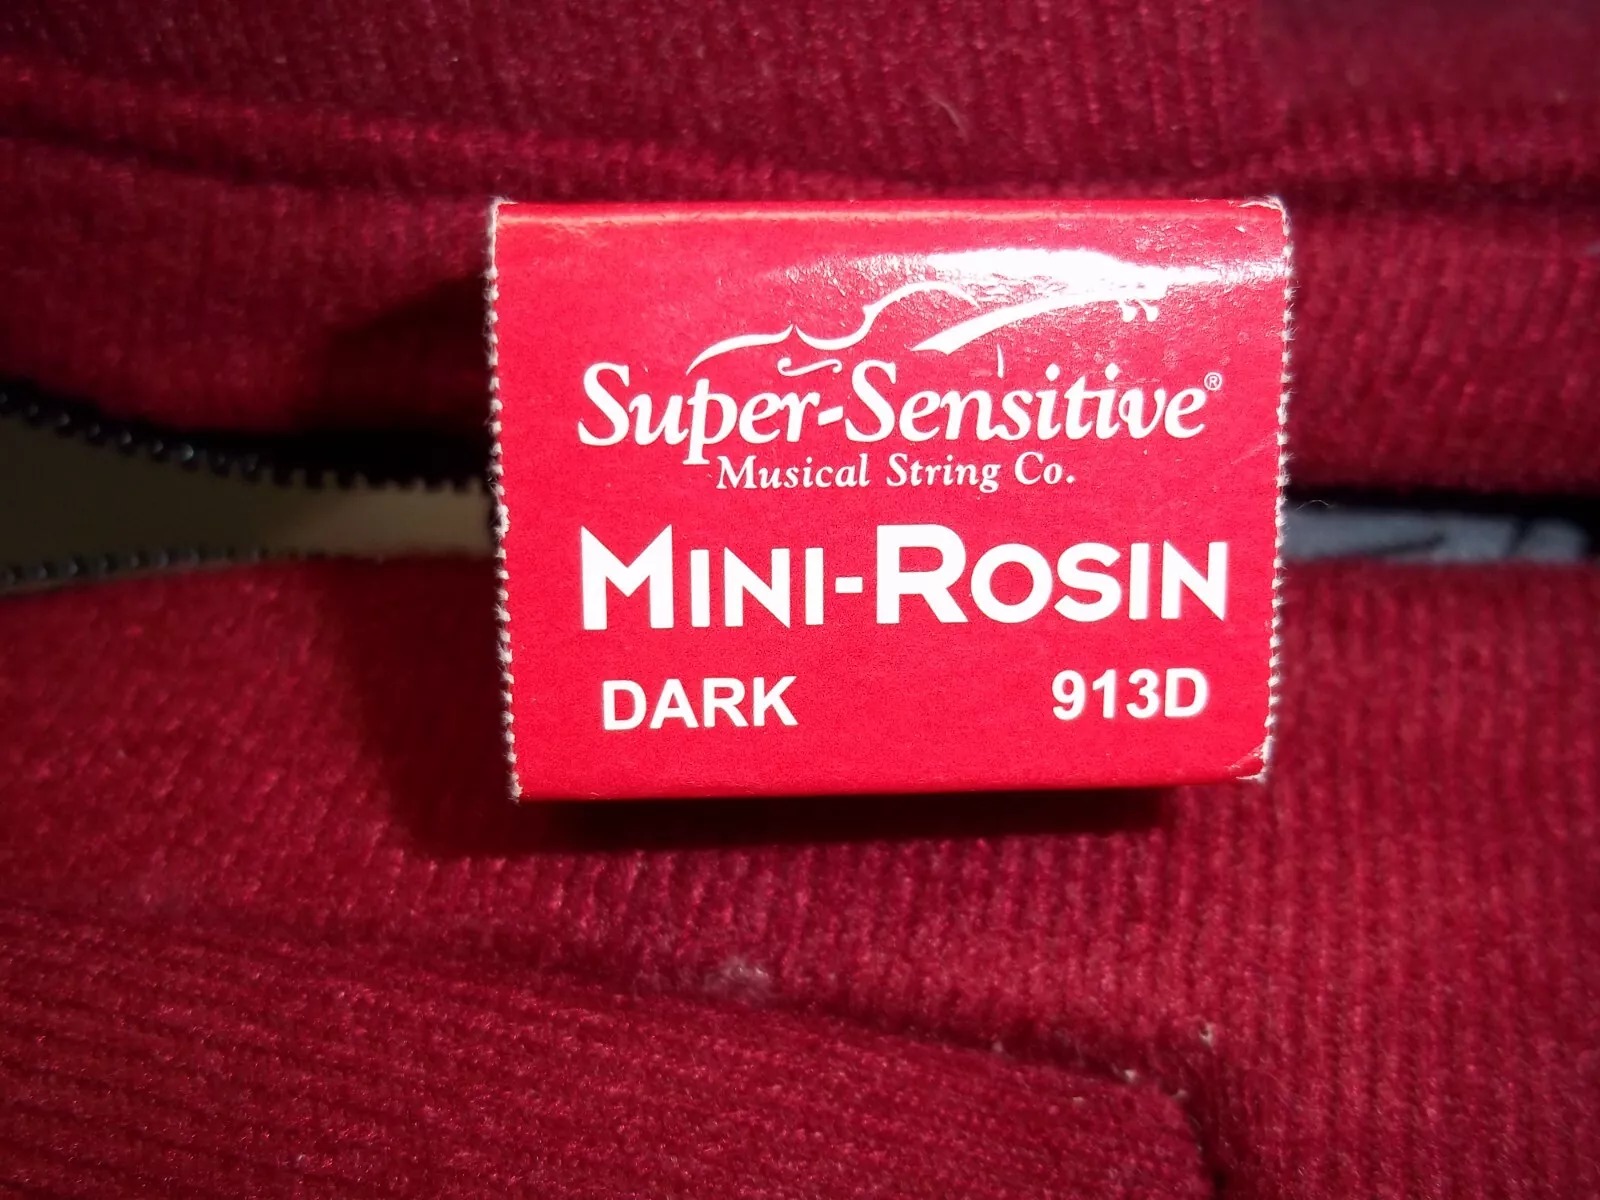 Super-Sensitive®
Musical String Co.
MINI-ROSIN
DARK 913D